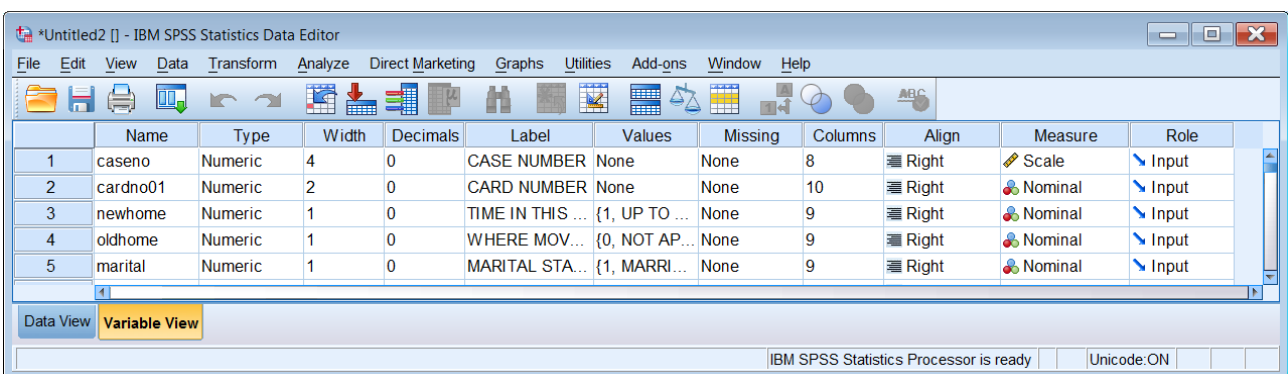 *Untitled2 [] - IBM SPSS Statistics Data Editor
File Edit View Data Transform Analyze Direct Marketing Graphs Utilities Add-ons Window Help
Name Type Width Decimals Label Values Missing Columns Align Measure Role
1 caseno Numeric 4 0 CASE NUMBER None None 8 Right Scale Input
2 cardno01 Numeric 2 0 CARD NUMBER None None 10 Right Nominal Input
3 newhome Numeric 1 0 TIME IN THIS ... {1, UP TO ... None 9 Right Nominal Input
4 oldhome Numeric 1 0 WHERE MOV... {0, NOT AP... None 9 Right Nominal Input
5 marital Numeric 1 0 MARITAL STA... {1, MARRI... None 9 Right Nominal Input
Data View Variable View
IBM SPSS Statistics Processor is ready Unicode:ON